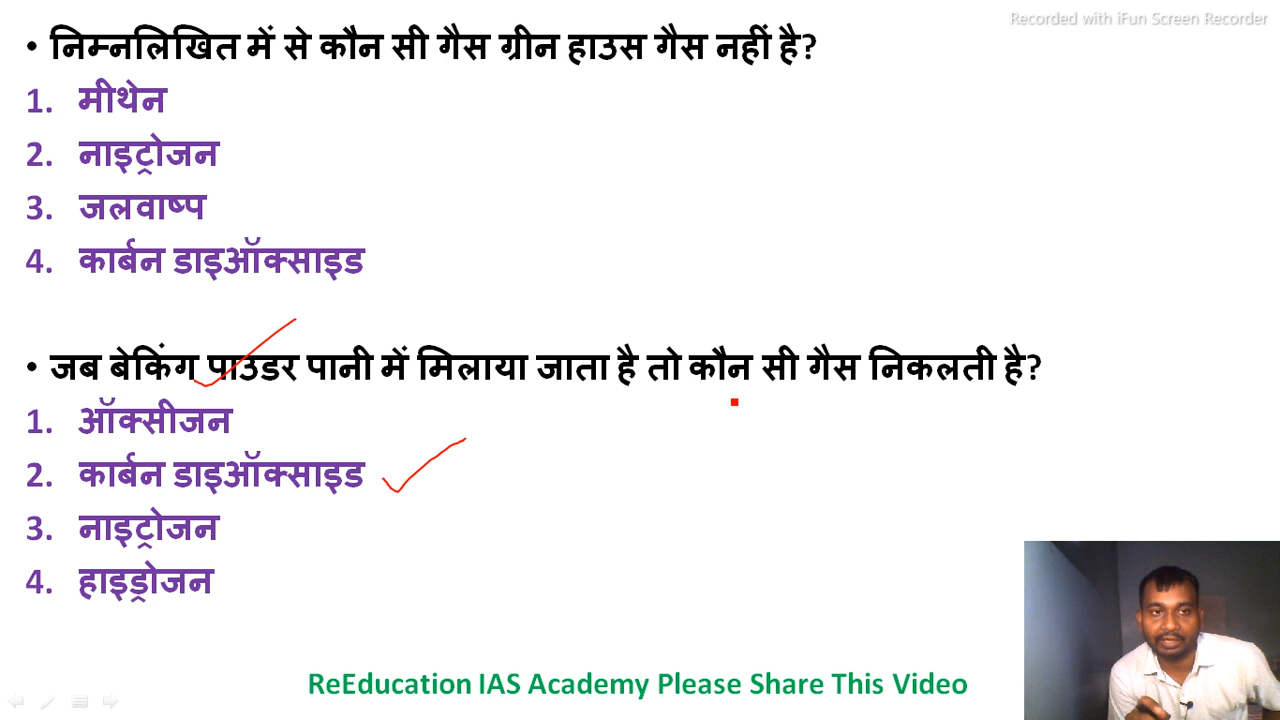 Recorded with iFun Screen Recorder
• निम्नलिखित में से कौन सी गैस ग्रीन हाउस गैस नहीं है?
1. मीथेन
2. नाइट्रोजन
3. जलवाष्प
4. कार्बन डाइऑक्साइड
• जब बेकिंग पाउडर पानी में मिलाया जाता है तो कौन सी गैस निकलती है?
1. ऑक्सीजन
2. कार्बन डाइऑक्साइड
3. नाइट्रोजन
4. हाइड्रोजन
ReEducation IAS Academy Please Share This Video